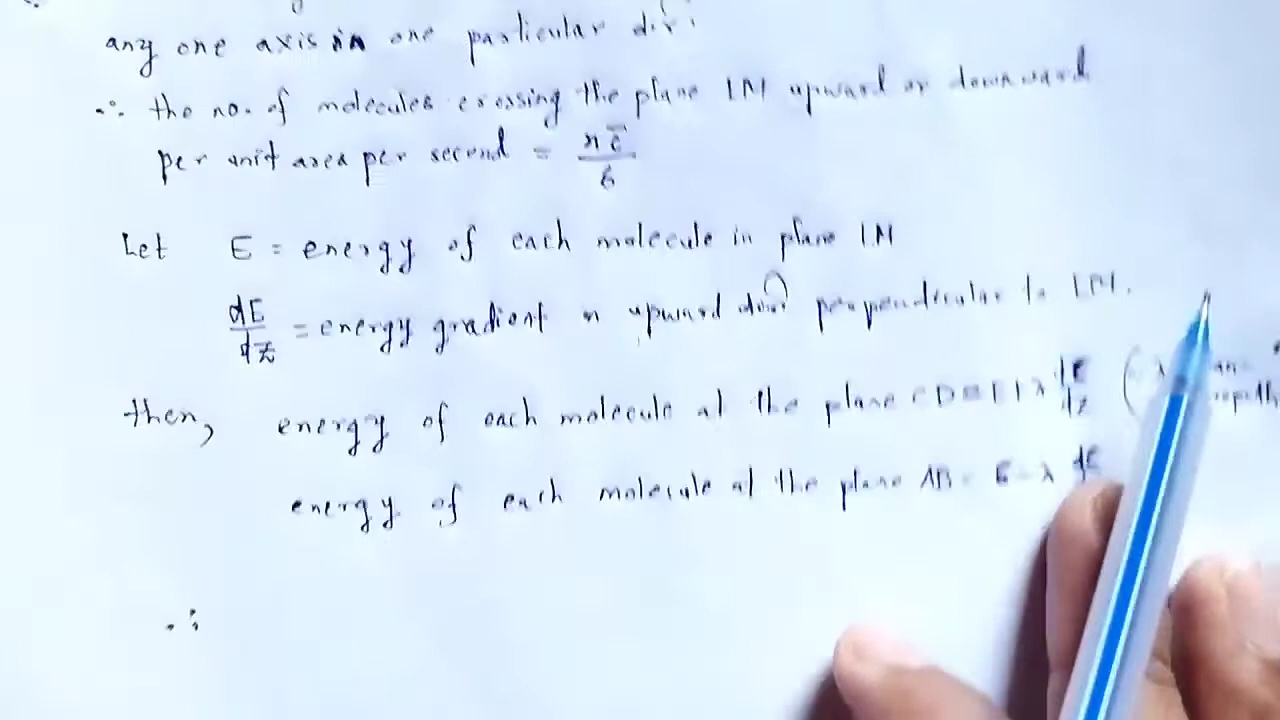 any one axis in one particular dirⁿ
∴ the no. of molecules crossing the plane LM upward or downward
per unit area per second = n c̄ / 6
Let E = energy of each molecule in plane LM
dE/dz = energy gradient in upward dirⁿ perpendicular to LM.
then, energy of each molecule at the plane CD = E + λ dE/dz (
energy of each molecule at the plane AB = E - λ dE
∴